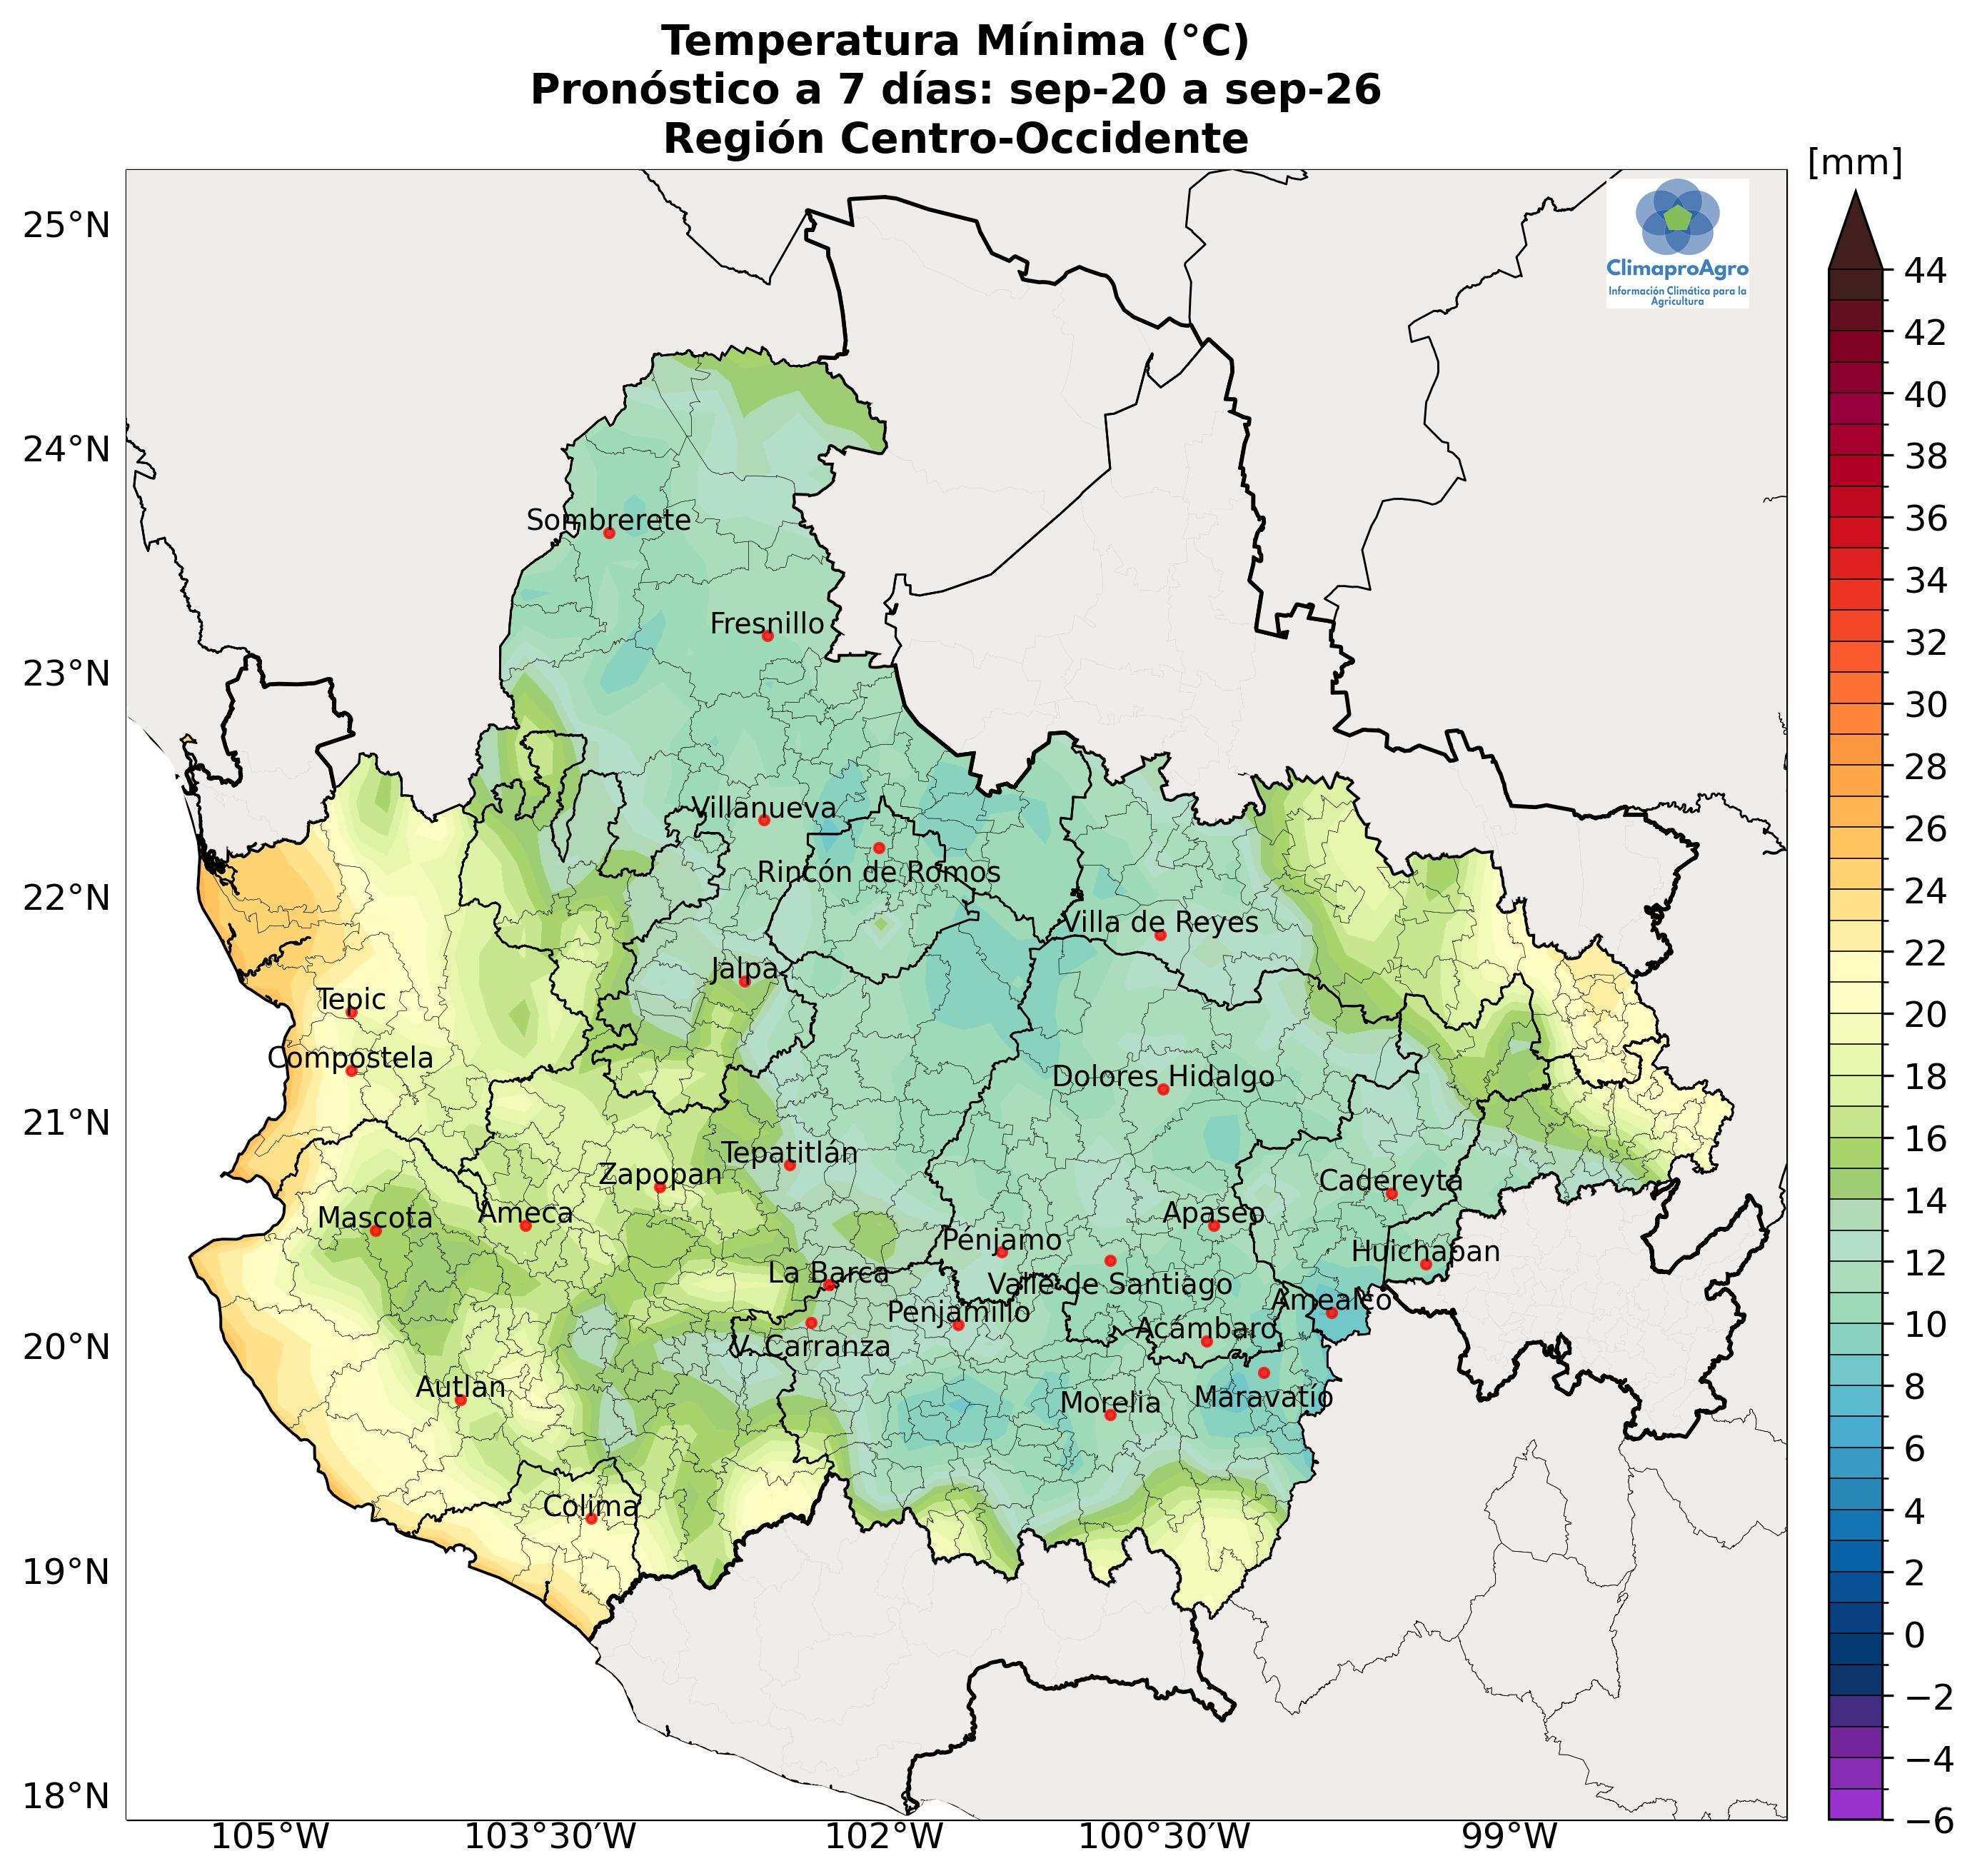 Temperatura Mínima (°C)
Pronóstico a 7 días: sep-20 a sep-26
Región Centro-Occidente
[mm]
ClimaproAgro
Información Climática para la
Agricultura
25°N
24°N
23°N
22°N
21°N
20°N
19°N
18°N
Sombrerete
Fresnillo
Villanueva
Rincón de Romos
Villa de Reyes
Jalpa
Tepic
Compostela
Dolores Hidalgo
Tepatitlán
Zapopan
Cadereyta
Mascota
Ameca
Apaseo
Pénjamo
Huichapan
La Barca
Valle de Santiago
Amealco
Penjamillo
Acámbaro
V. Carranza
Autlan
Morelia
Maravatío
Colima
105°W
103°30′W
102°W
100°30′W
99°W
44
42
40
38
36
34
32
30
28
26
24
22
20
18
16
14
12
10
8
6
4
2
0
−2
−4
−6